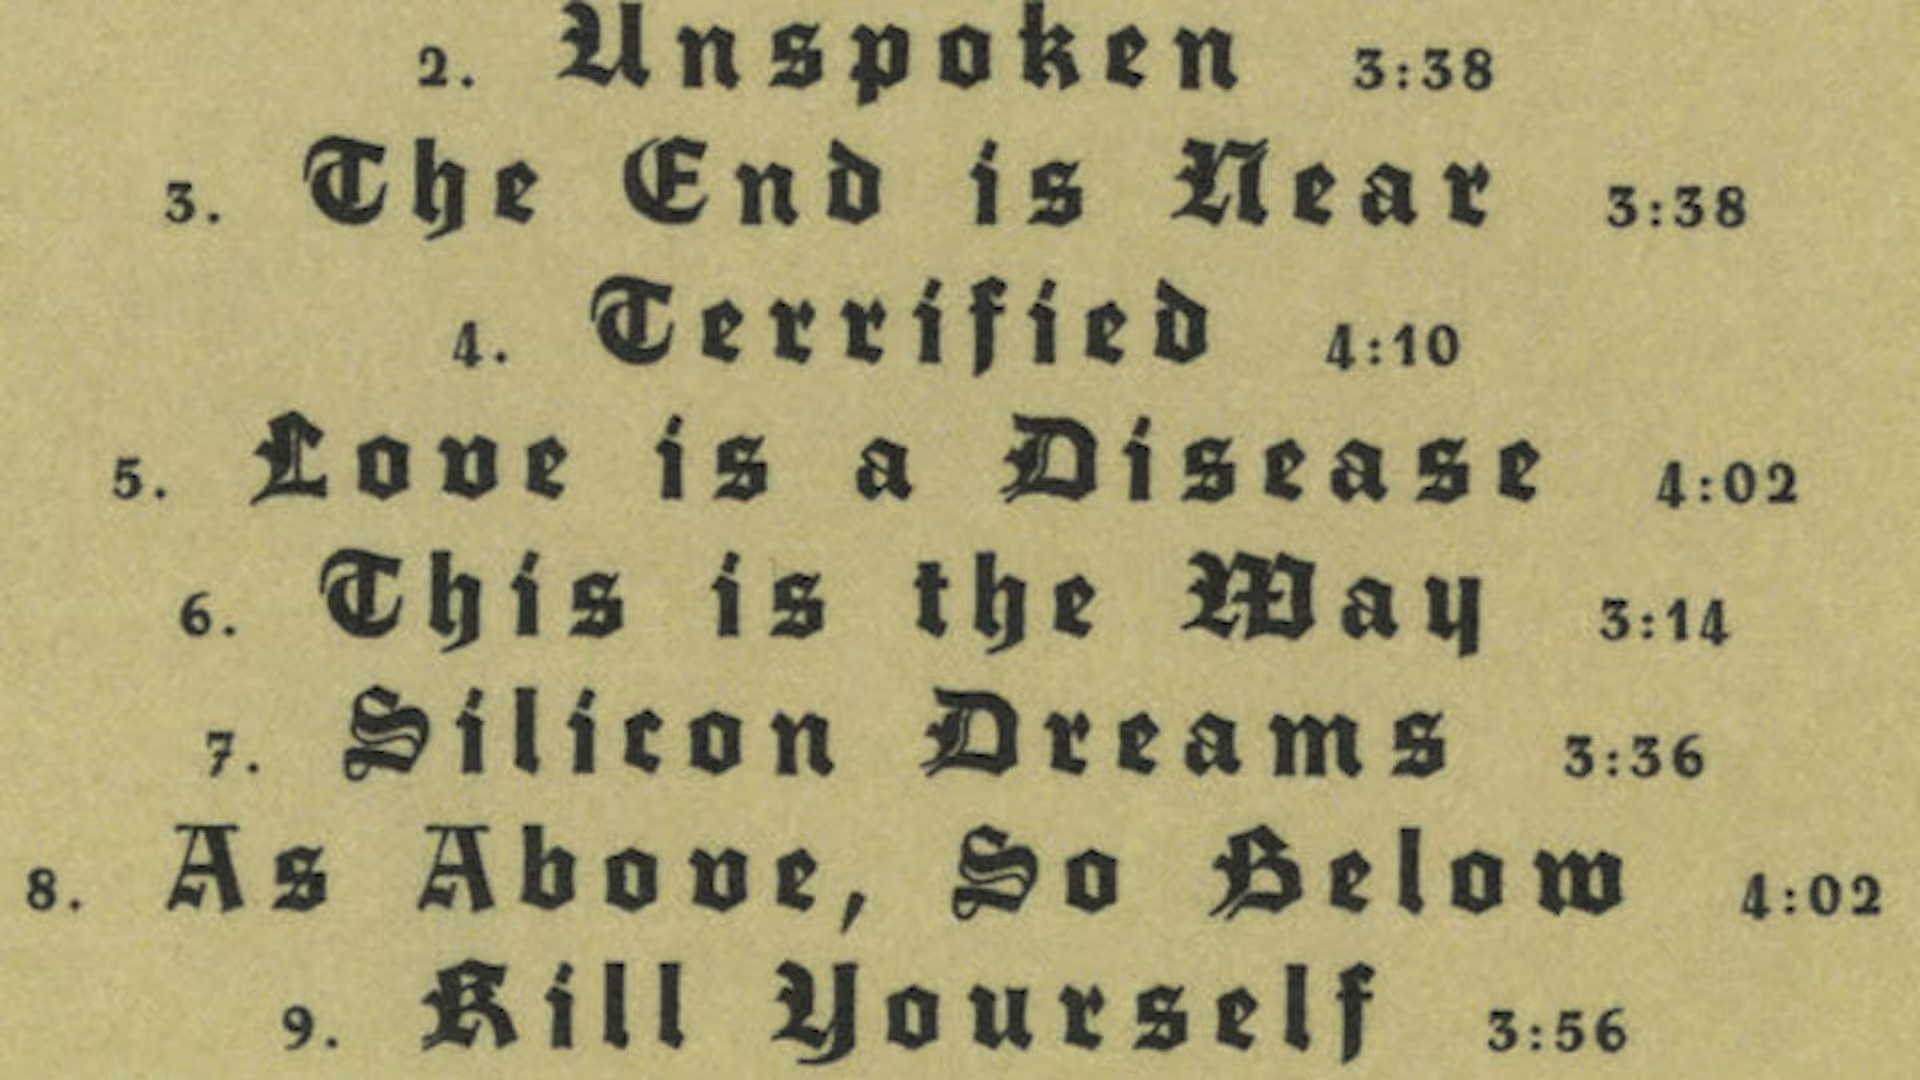 2. Unspoken 3:38
3. The End is Near 3:38
4. Terrified 4:10
5. Love is a Disease 4:02
6. This is the Way 3:14
7. Silicon Dreams 3:36
8. As Above, So Below 4:02
9. Kill Yourself 3:56